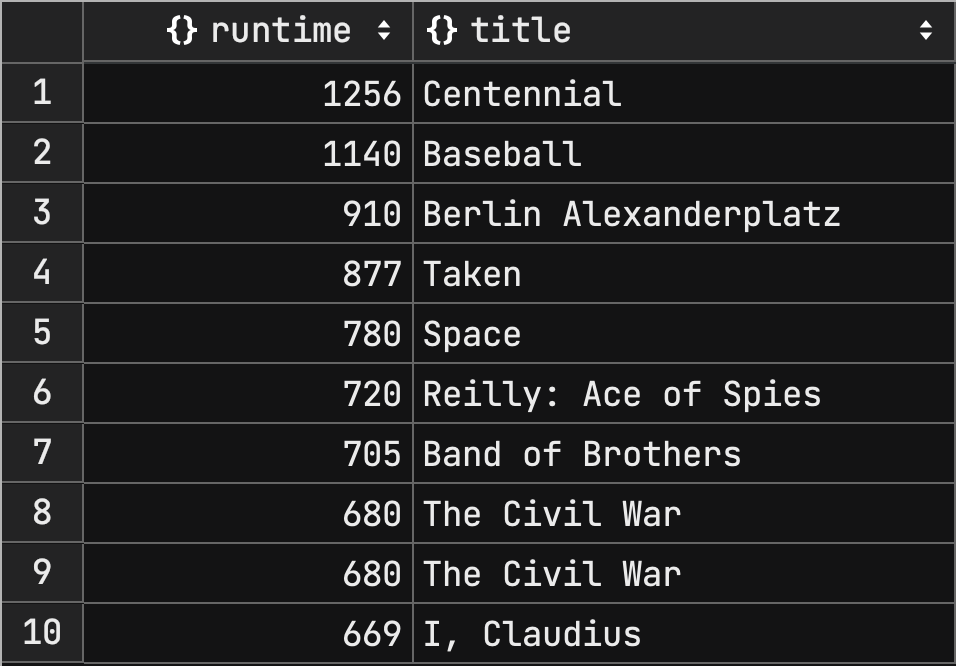 {} runtime {} title
1 1256 Centennial
2 1140 Baseball
3 910 Berlin Alexanderplatz
4 877 Taken
5 780 Space
6 720 Reilly: Ace of Spies
7 705 Band of Brothers
8 680 The Civil War
9 680 The Civil War
10 669 I, Claudius